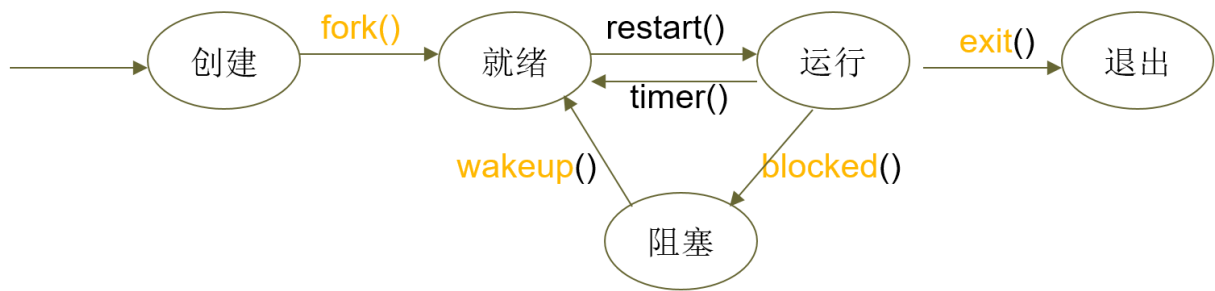 创建
fork()
就绪
restart()
timer()
运行
exit()
退出
wakeup()
blocked()
阻塞